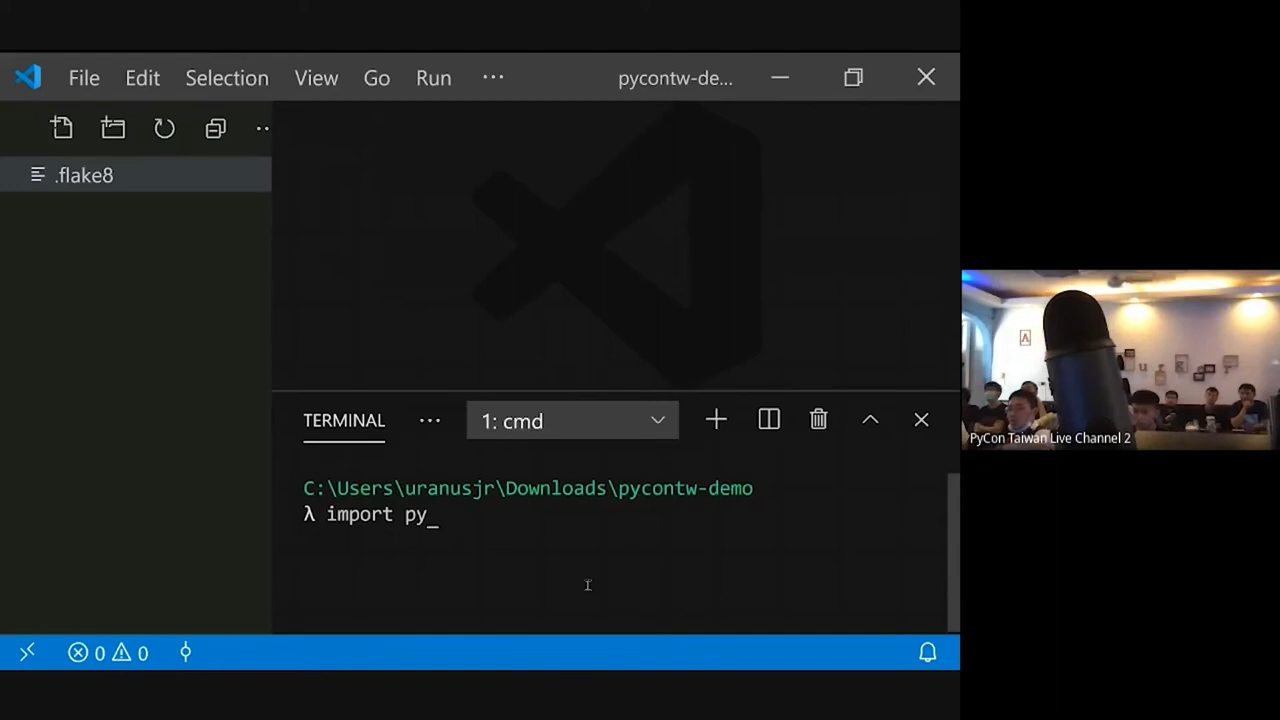 File Edit Selection View Go Run ··· pycontw-de...
.flake8
TERMINAL ··· 1: cmd
C:\Users\uranusjr\Downloads\pycontw-demo
λ import py_
0 0
PyCon Taiwan Live Channel 2